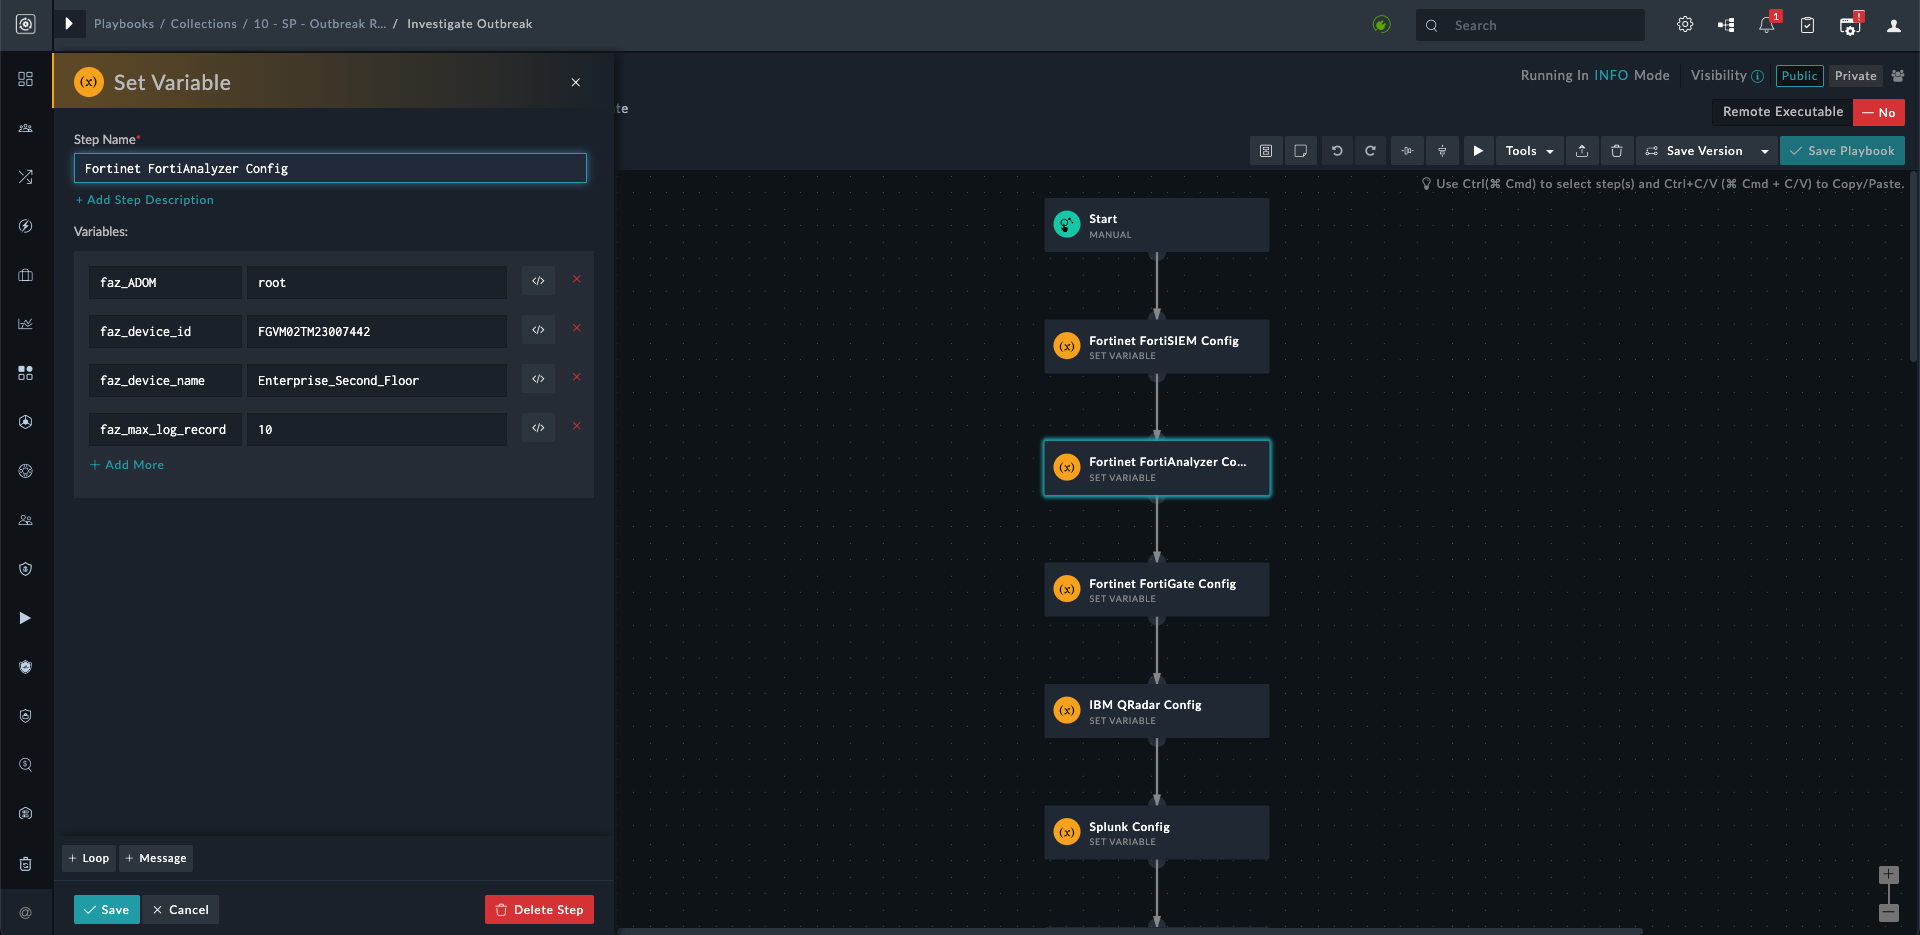 Playbooks / Collections / 10 - SP - Outbreak R... / Investigate Outbreak
Search
1
!
(x) Set Variable
Running In INFO Mode
Visibility
Public
Private
te
Remote Executable
No
Step Name*
Fortinet FortiAnalyzer Config
+ Add Step Description
Variables:
faz_ADOM
root
</>
faz_device_id
FGVM02TM23007442
</>
faz_device_name
Enterprise_Second_Floor
</>
faz_max_log_record
10
</>
+ Add More
+ Loop
+ Message
Save
Cancel
Delete Step
@
Tools
Save Version
Save Playbook
Use Ctrl(⌘ Cmd) to select step(s) and Ctrl+C/V (⌘ Cmd + C/V) to Copy/Paste.
Start
MANUAL
(x) Fortinet FortiSIEM Config
SET VARIABLE
(x) Fortinet FortiAnalyzer Co...
SET VARIABLE
(x) Fortinet FortiGate Config
SET VARIABLE
(x) IBM QRadar Config
SET VARIABLE
(x) Splunk Config
SET VARIABLE